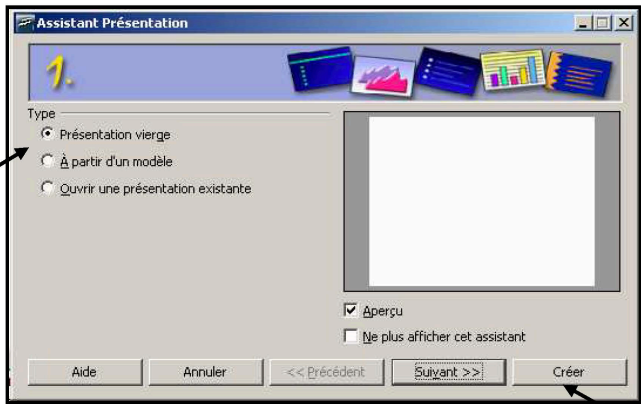 Assistant Présentation
1.
Type
Présentation vierge
À partir d'un modèle
Ouvrir une présentation existante
Aperçu
Ne plus afficher cet assistant
Aide Annuler << Précédent Suivant >> Créer